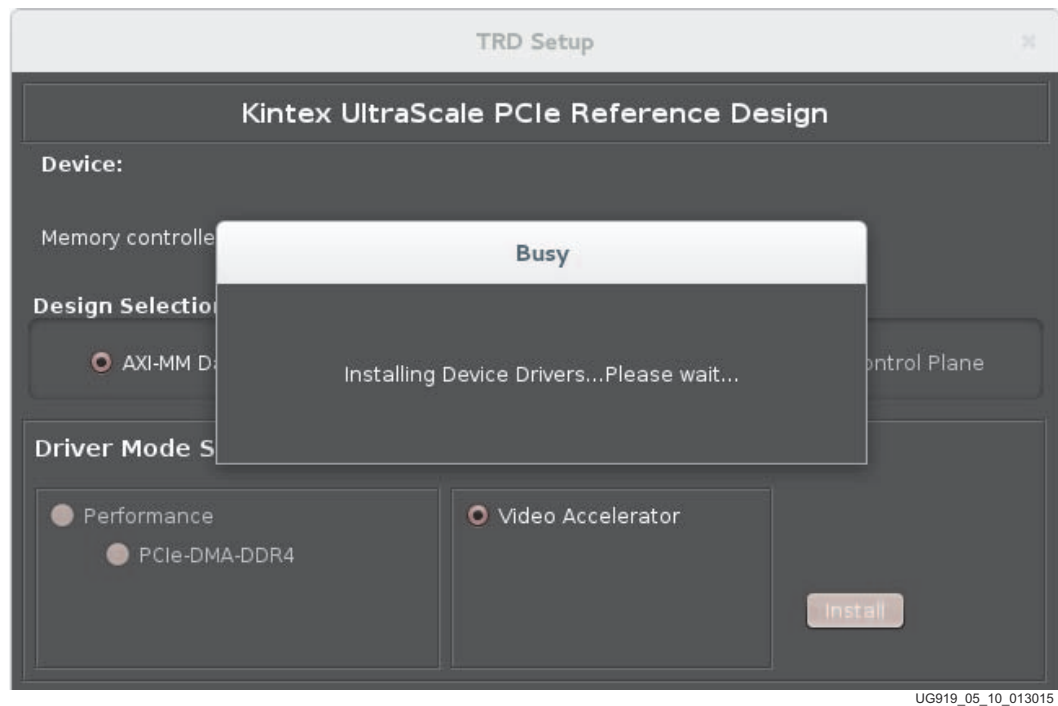 TRD Setup
Kintex UltraScale PCIe Reference Design
Device:
Memory controlle
Busy
Design Selectio
AXI-MM Da
Installing Device Drivers...Please wait...
ontrol Plane
Driver Mode S
Performance
Video Accelerator
PCIe-DMA-DDR4
Install
UG919_05_10_013015